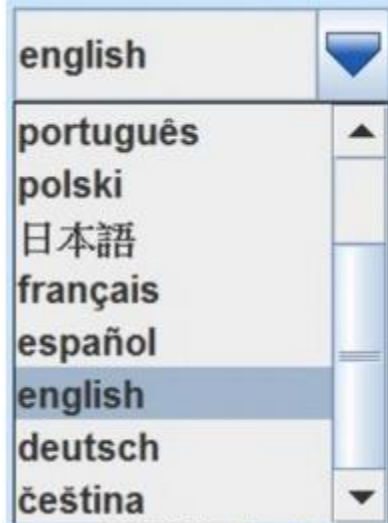 english
português
polski
日本語
français
español
english
deutsch
čeština